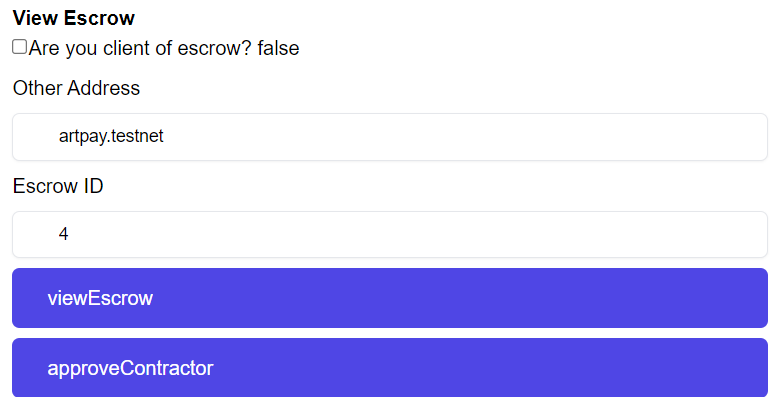 View Escrow
Are you client of escrow? false
Other Address
artpay.testnet
Escrow ID
4
viewEscrow
approveContractor